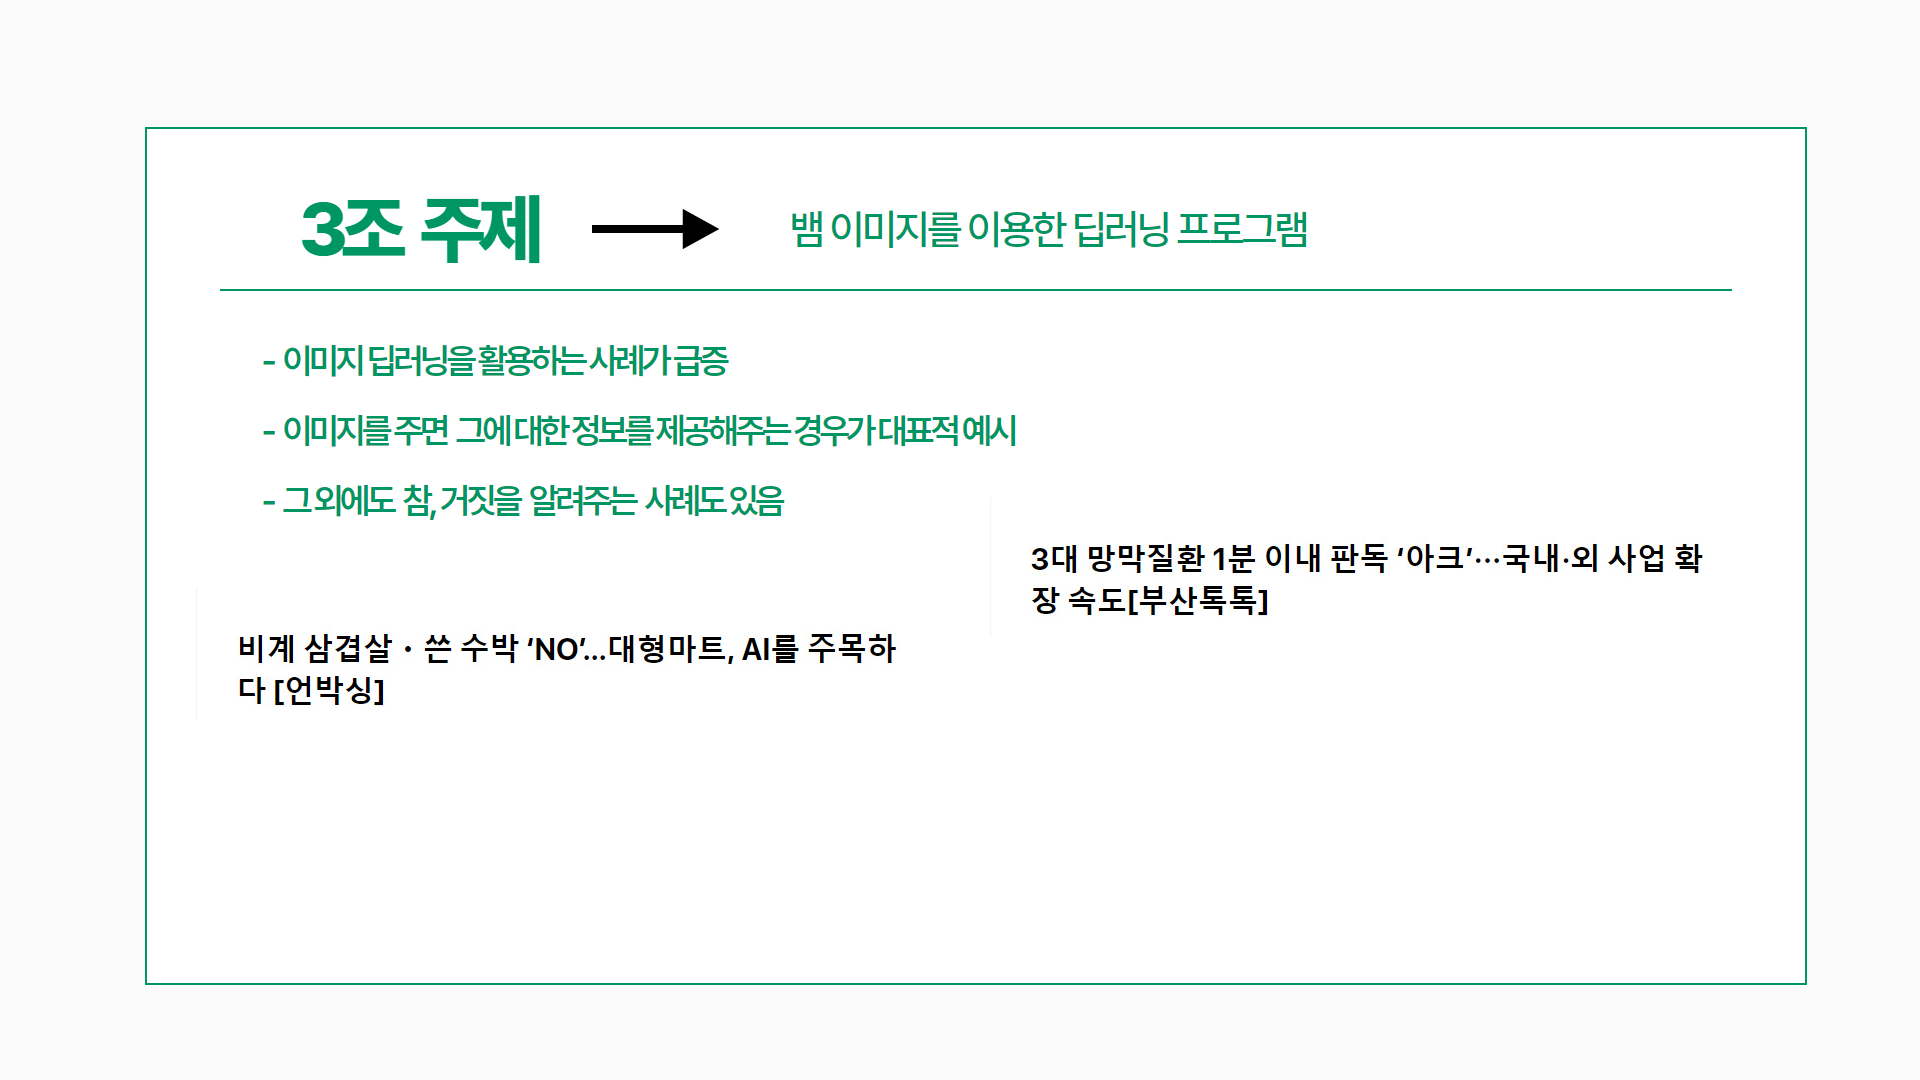 3조 주제
뱀 이미지를 이용한 딥러닝 프로그램
- 이미지 딥러닝을 활용하는 사례가 급증
- 이미지를 주면 그에 대한 정보를 제공해주는 경우가 대표적 예시
- 그 외에도 참, 거짓을 알려주는 사례도 있음
3대 망막질환 1분 이내 판독 ‘아크’…국내·외 사업 확
장 속도[부산톡톡]
비계 삼겹살・쓴 수박 ‘NO’...대형마트, AI를 주목하
다 [언박싱]